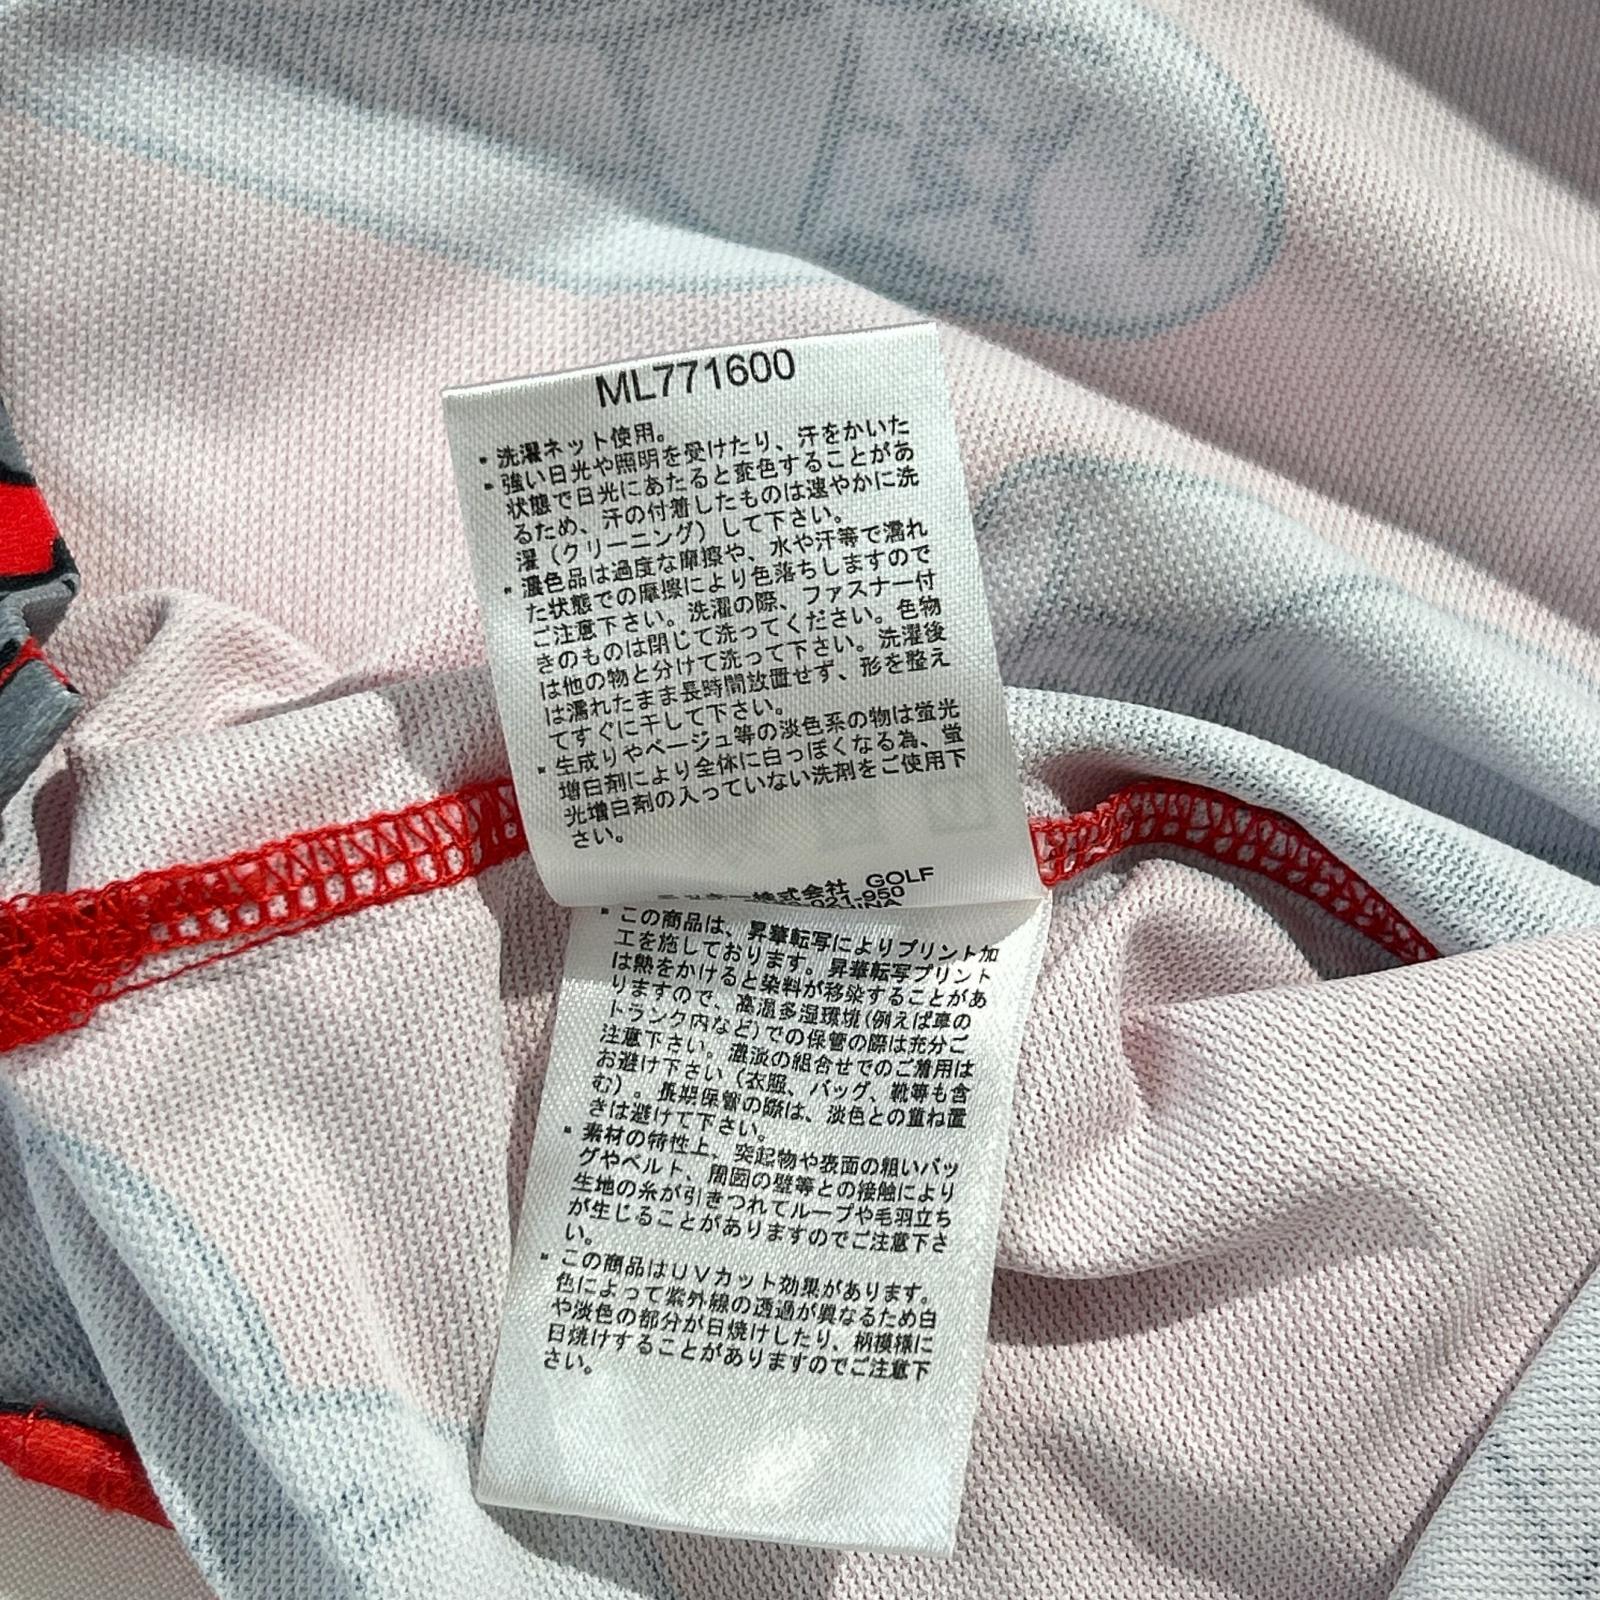 ML771600
・洗濯ネット使用。
・強い日光や照明を受けたり、汗をかいた
状態で日光にあたると変色することがあ
るため、汗の付着したものは速やかに洗
濯（クリーニング）して下さい。
・濃色品は過度な摩擦や、水や汗等で濡れ
た状態での摩擦により色落ちしますので
ご注意下さい。洗濯の際、ファスナー付
きのものは閉じて洗ってください。色物
は他の物と分けて洗って下さい。洗濯後
は濡れたまま長時間放置せず、形を整え
てすぐに干して下さい。
・生成りやベージュ等の淡色系の物は蛍光
増白剤により全体に白っぽくなる為、蛍
光増白剤の入っていない洗剤をご使用下
さい。
株式会社 GOLF
021-950
CHINA
・この商品は、昇華転写によりプリント加
工を施しております。昇華転写プリント
は熱をかけると染料が移染することがあ
りますので、高温多湿環境(例えば車の
トランク内など)での保管の際は充分ご
注意下さい。濃淡の組合せでのご着用は
お避け下さい（衣服、バッグ、靴等も含
む）。長期保管の際は、淡色との重ね置
きは避けて下さい。
・素材の特性上、突起物や表面の粗いバッ
グやベルト、周囲の壁等との接触により
生地の糸が引きつれてループや毛羽立ち
が生じることがありますのでご注意下さ
い。
・この商品はＵＶカット効果があります。
色によって紫外線の透過が異なるため白
や淡色の部分が日焼けしたり、柄模様に
日焼けすることがありますのでご注意下
さい。